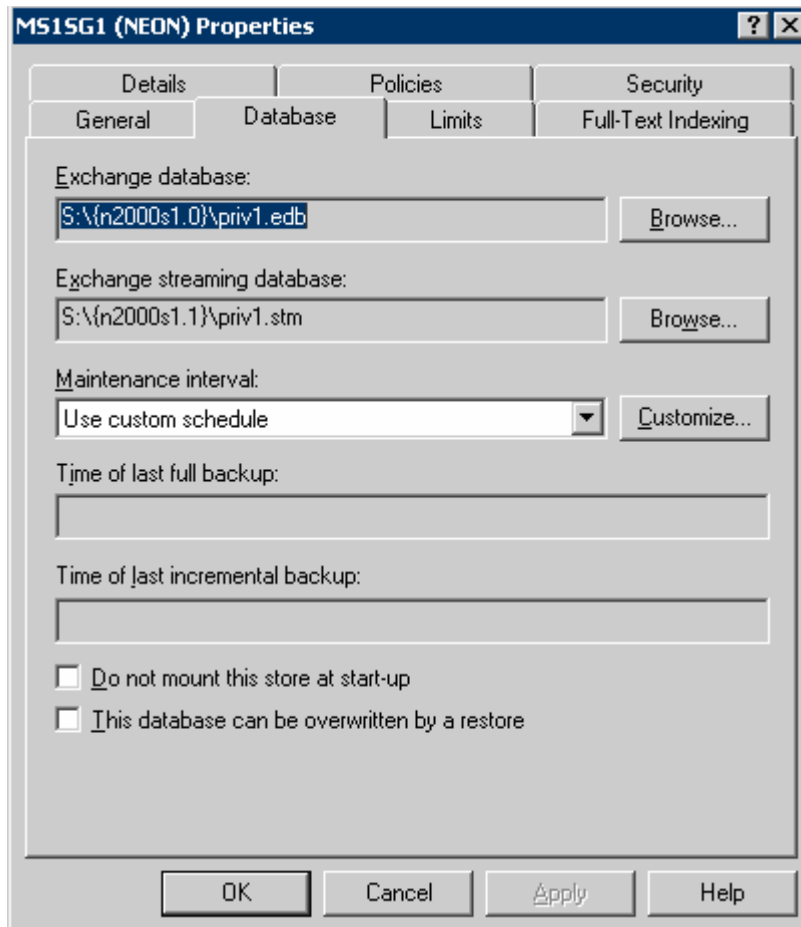 MS1SG1 (NEON) Properties
Details Policies Security
General Database Limits Full-Text Indexing
Exchange database:
S:\{n2000s1.0}\priv1.edb Browse...
Exchange streaming database:
S:\{n2000s1.1}\priv1.stm Browse...
Maintenance interval:
Use custom schedule Customize...
Time of last full backup:
Time of last incremental backup:
Do not mount this store at start-up
This database can be overwritten by a restore
OK Cancel Apply Help